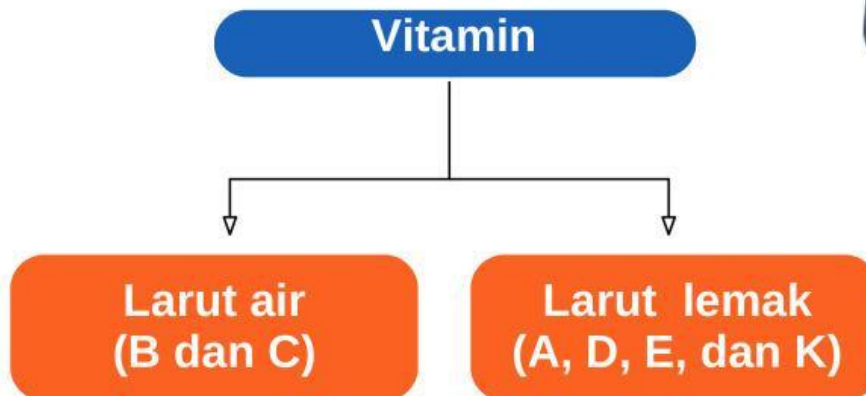 Vitamin
Larut air
(B dan C)
Larut lemak
(A, D, E, dan K)